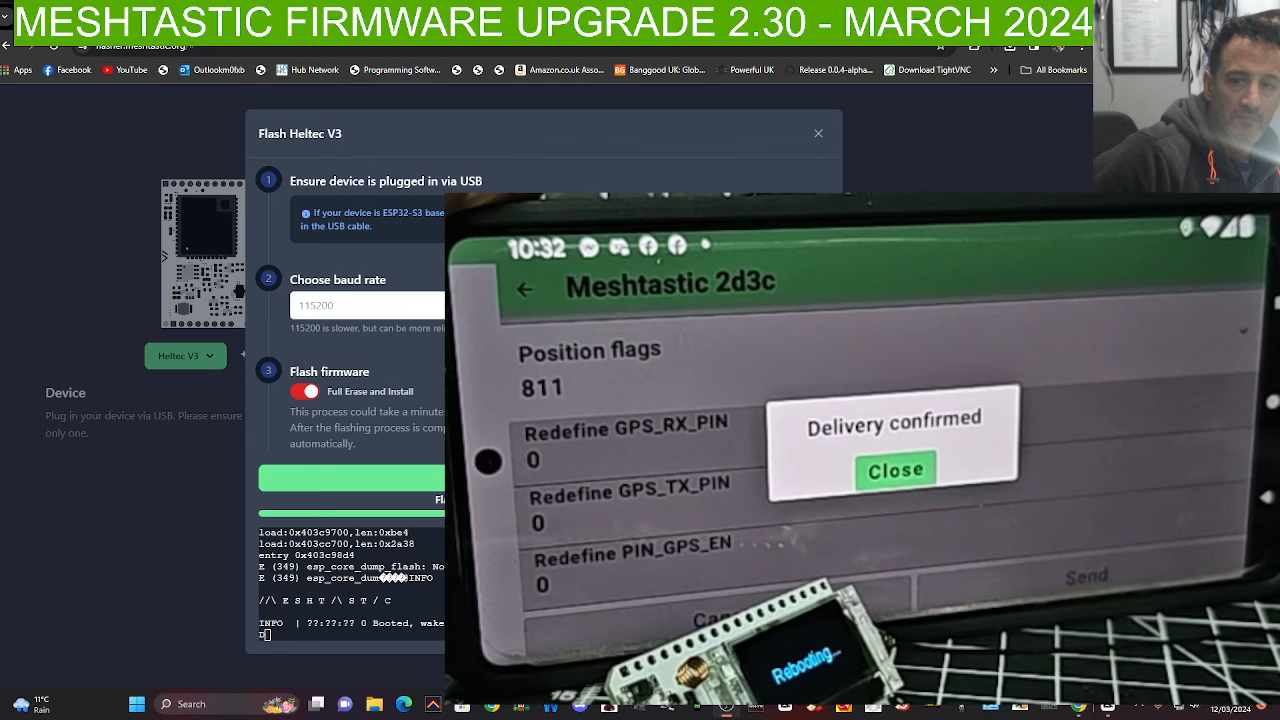 MESHTASTIC FIRMWARE UPGRADE 2.30 - MARCH 2024
Apps
Facebook
YouTube
Outlookm0fxb
Hub Network
Programming Softw...
Amazon.co.uk Asso...
Banggood UK: Glob...
Powerful UK
Release 0.0.4-alpha...
Download TightVNC
»
All Bookmarks
Flash Heltec V3
1
Ensure device is plugged in via USB
If your device is ESP32-S3 base
in the USB cable.
2
Choose baud rate
115200
115200 is slower, but can be more reli
Heltec V3
3
Flash firmware
Full Erase and Install
This process could take a minute
After the flashing process is comp
automatically.
Device
Plug in your device via USB. Please ensure
only one.
Fla
load:0x403c9700,len:0xbe4
load:0x403cc700,len:0x2a38
entry 0x403c98d4
E (349) esp_core_dump_flash: No
E (349) esp_core_dump����INFO
//\ E S H T /\ S T / C
INFO | ??:??:?? 0 Booted, wake
D
10:32
Meshtastic 2d3c
Position flags
811
Redefine GPS_RX_PIN
0
Redefine GPS_TX_PIN
0
Redefine PIN_GPS_EN
0
Delivery confirmed
Close
Send
Rebooting...
11°C
Rain
Search
12/03/2024